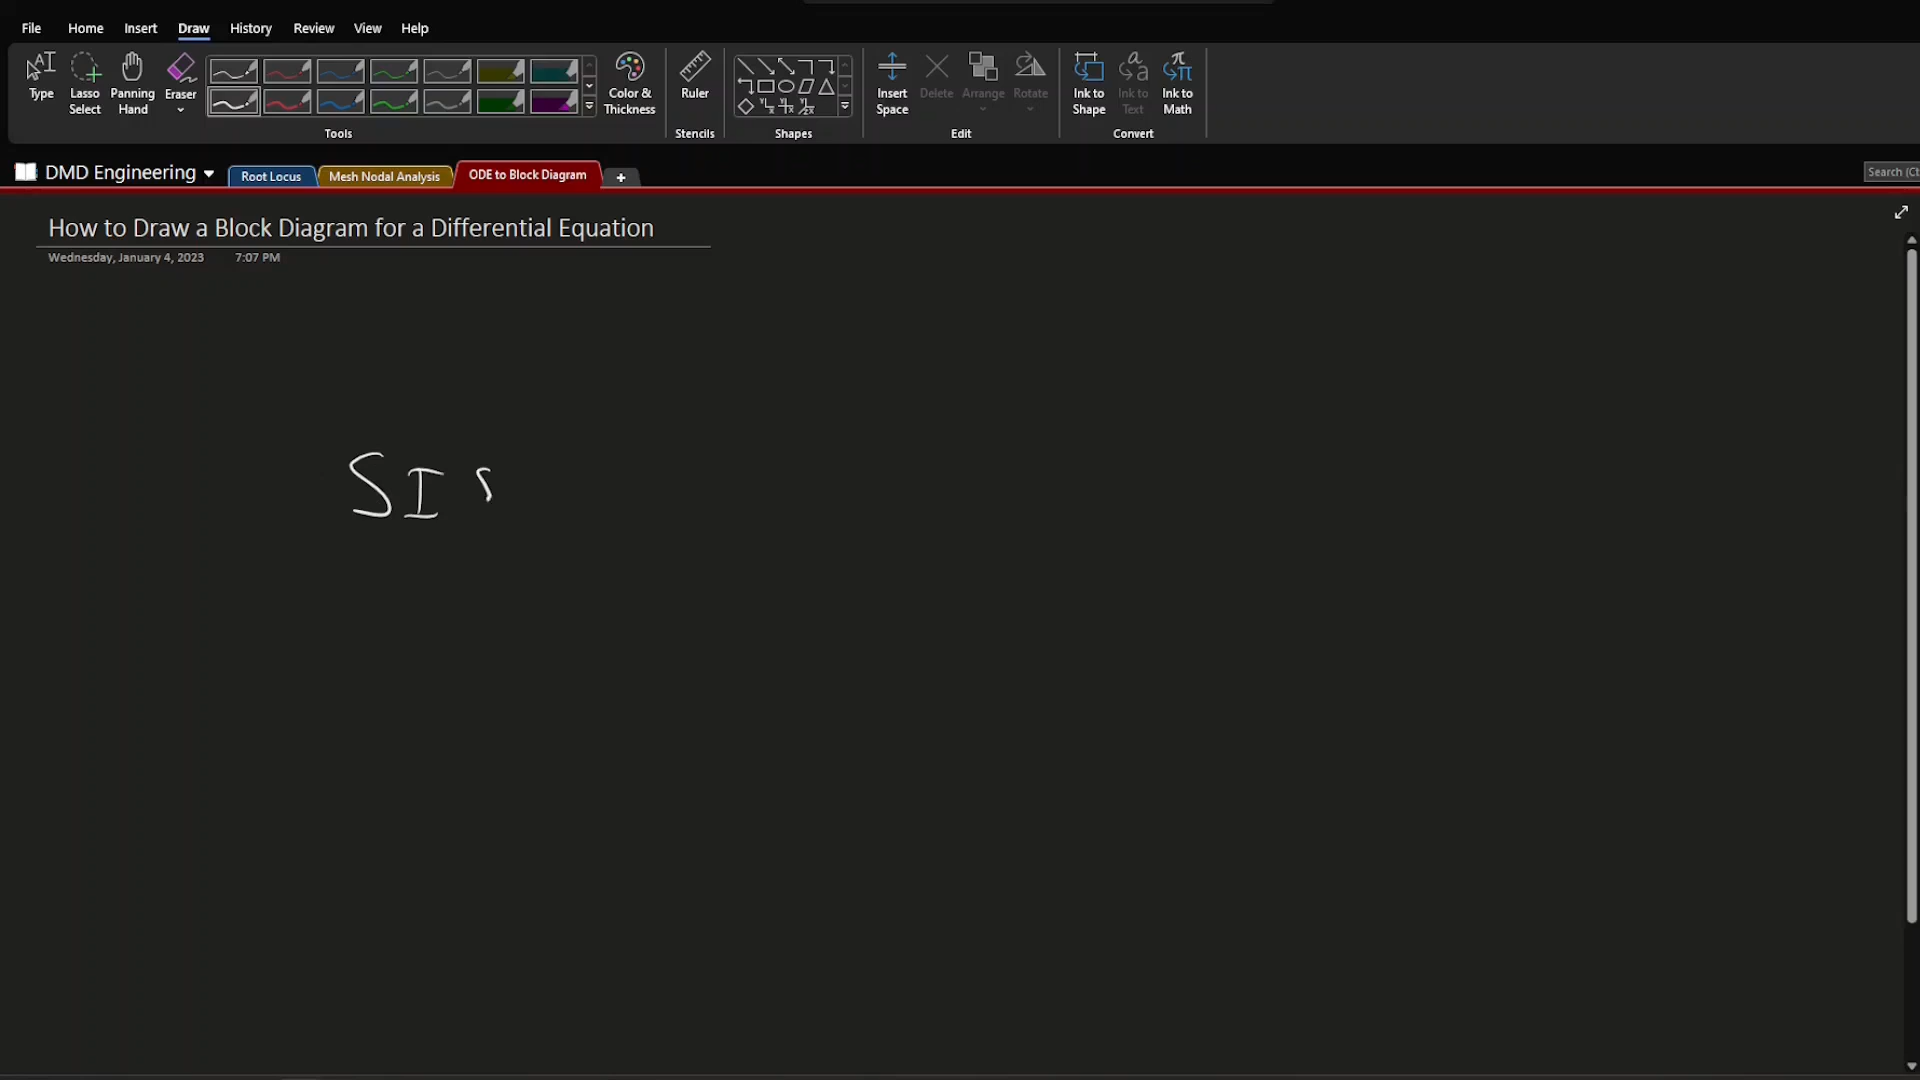 File Home Insert Draw History Review View Help
Type Lasso Select Panning Hand Eraser Color & Thickness Ruler Insert Space Delete Arrange Rotate Ink to Shape Ink to Text Ink to Math
Tools Stencils Shapes Edit Convert
DMD Engineering Root Locus Mesh Nodal Analysis ODE to Block Diagram + Search (Ct
How to Draw a Block Diagram for a Differential Equation
Wednesday, January 4, 2023 7:07 PM
SI